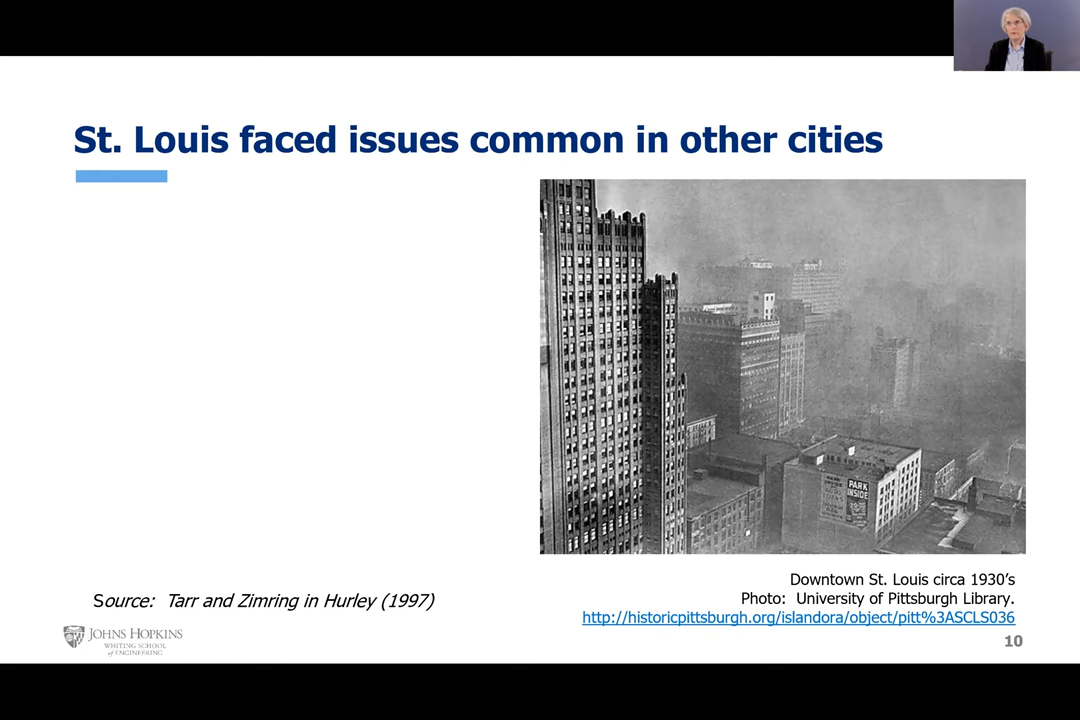 St. Louis faced issues common in other cities
PARK
INSIDE
Downtown St. Louis circa 1930's
Photo: University of Pittsburgh Library.
http://historicpittsburgh.org/islandora/object/pitt%3ASCLS036
Source: Tarr and Zimring in Hurley (1997)
JOHNS HOPKINS
WHITING SCHOOL
of ENGINEERING
10